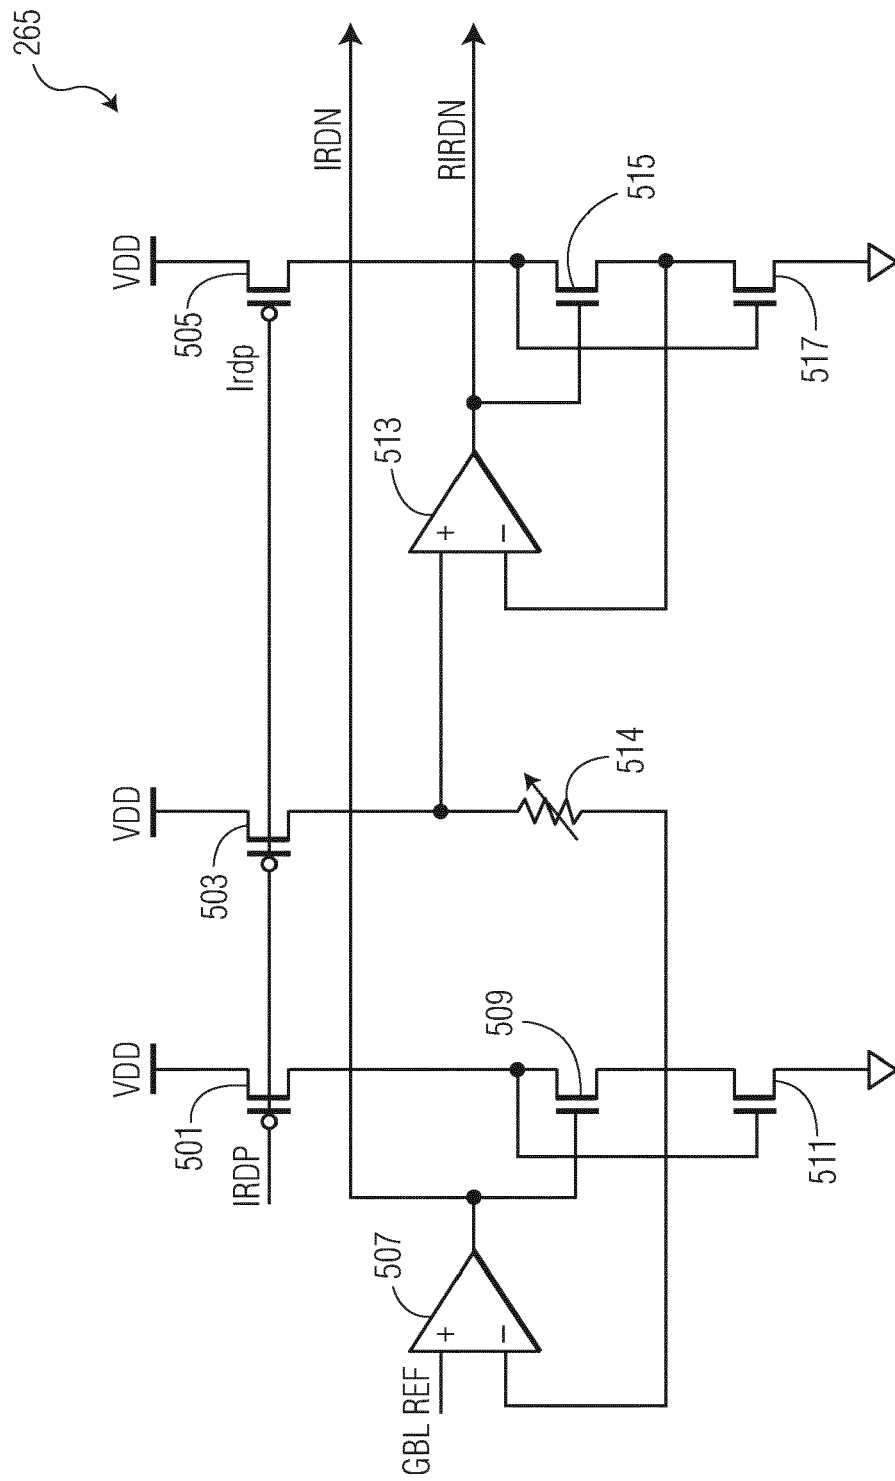 265
IRDN
RIRDN
VDD
505
Irdp
515
517
513
+
−
VDD
503
514
VDD
501
IRDP
509
511
507
+
−
GBL REF